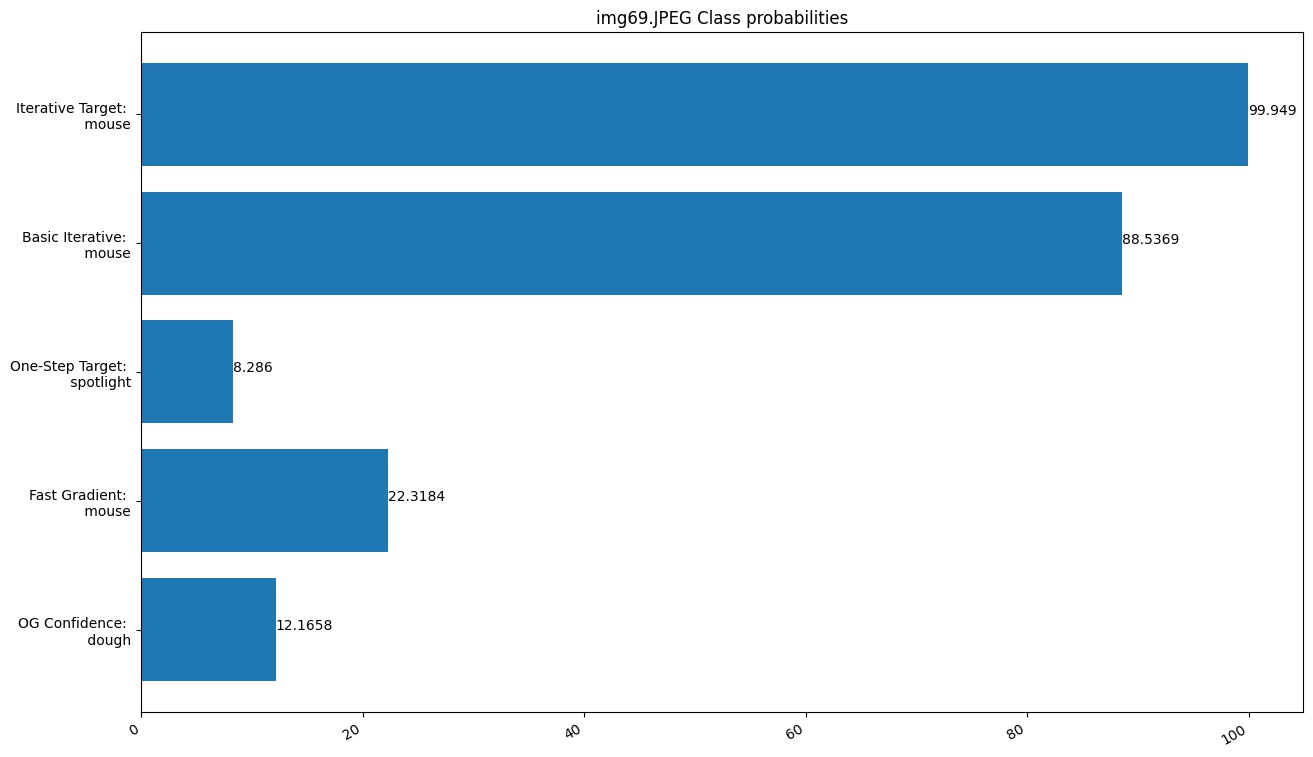 img69.JPEG Class probabilities
Iterative Target:
mouse
99.949
Basic Iterative:
mouse
88.5369
One-Step Target:
spotlight
8.286
Fast Gradient:
mouse
22.3184
OG Confidence:
dough
12.1658
0
20
40
60
80
100